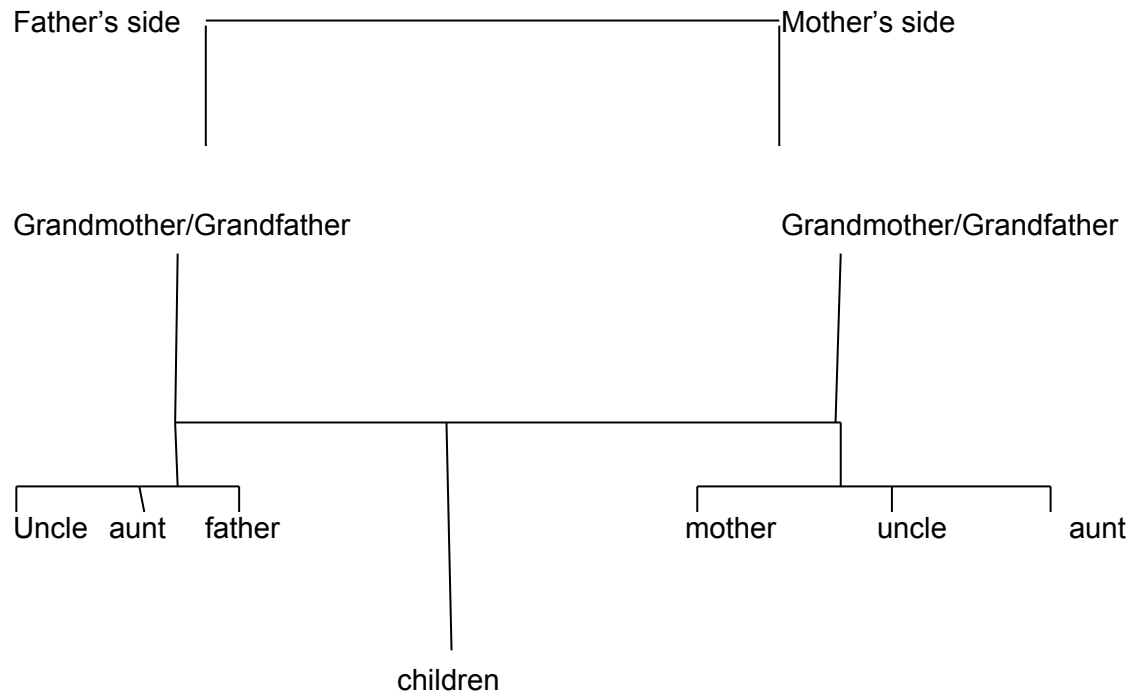 Father’s side Mother’s side
Grandmother/Grandfather Grandmother/Grandfather
Uncle aunt father mother uncle aunt
children